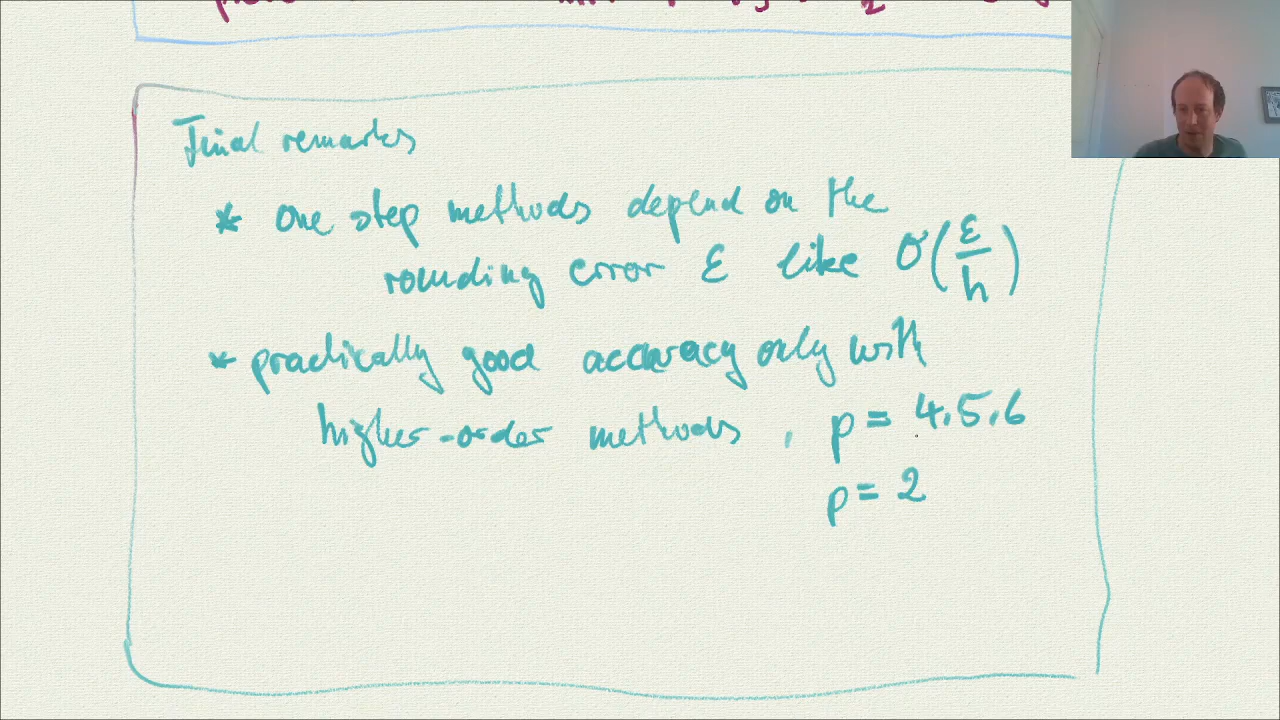 Final remarks
* one step methods depend on the
rounding error ε like O(ε/h)
* practically good accuracy only with
higher-order methods, p = 4,5,6
p = 2